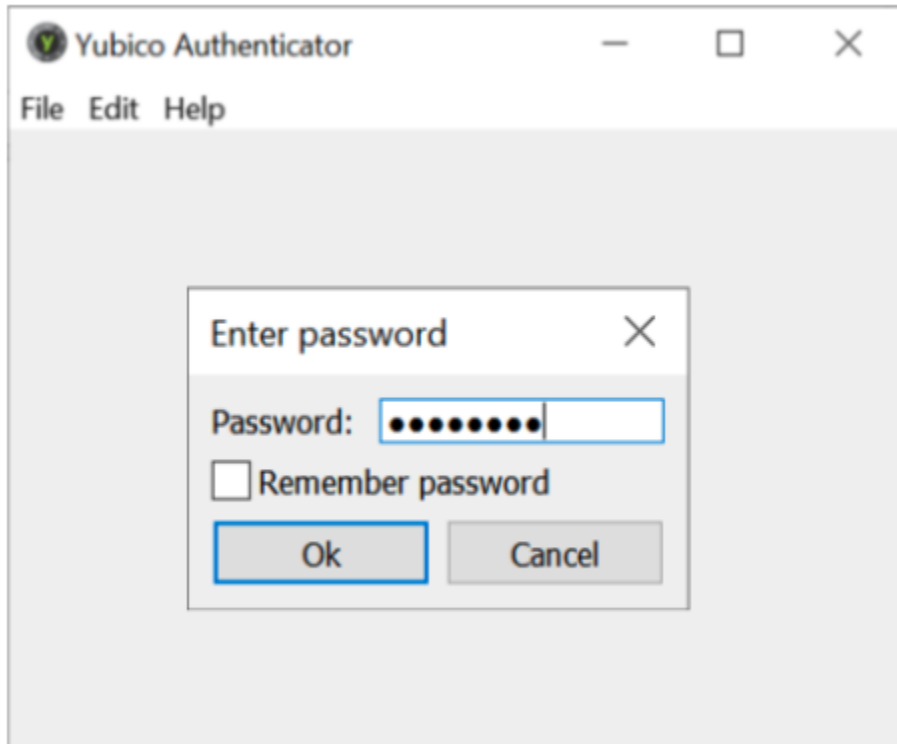 Yubico Authenticator
File Edit Help
Enter password
Password: ●●●●●●●●
Remember password
Ok Cancel